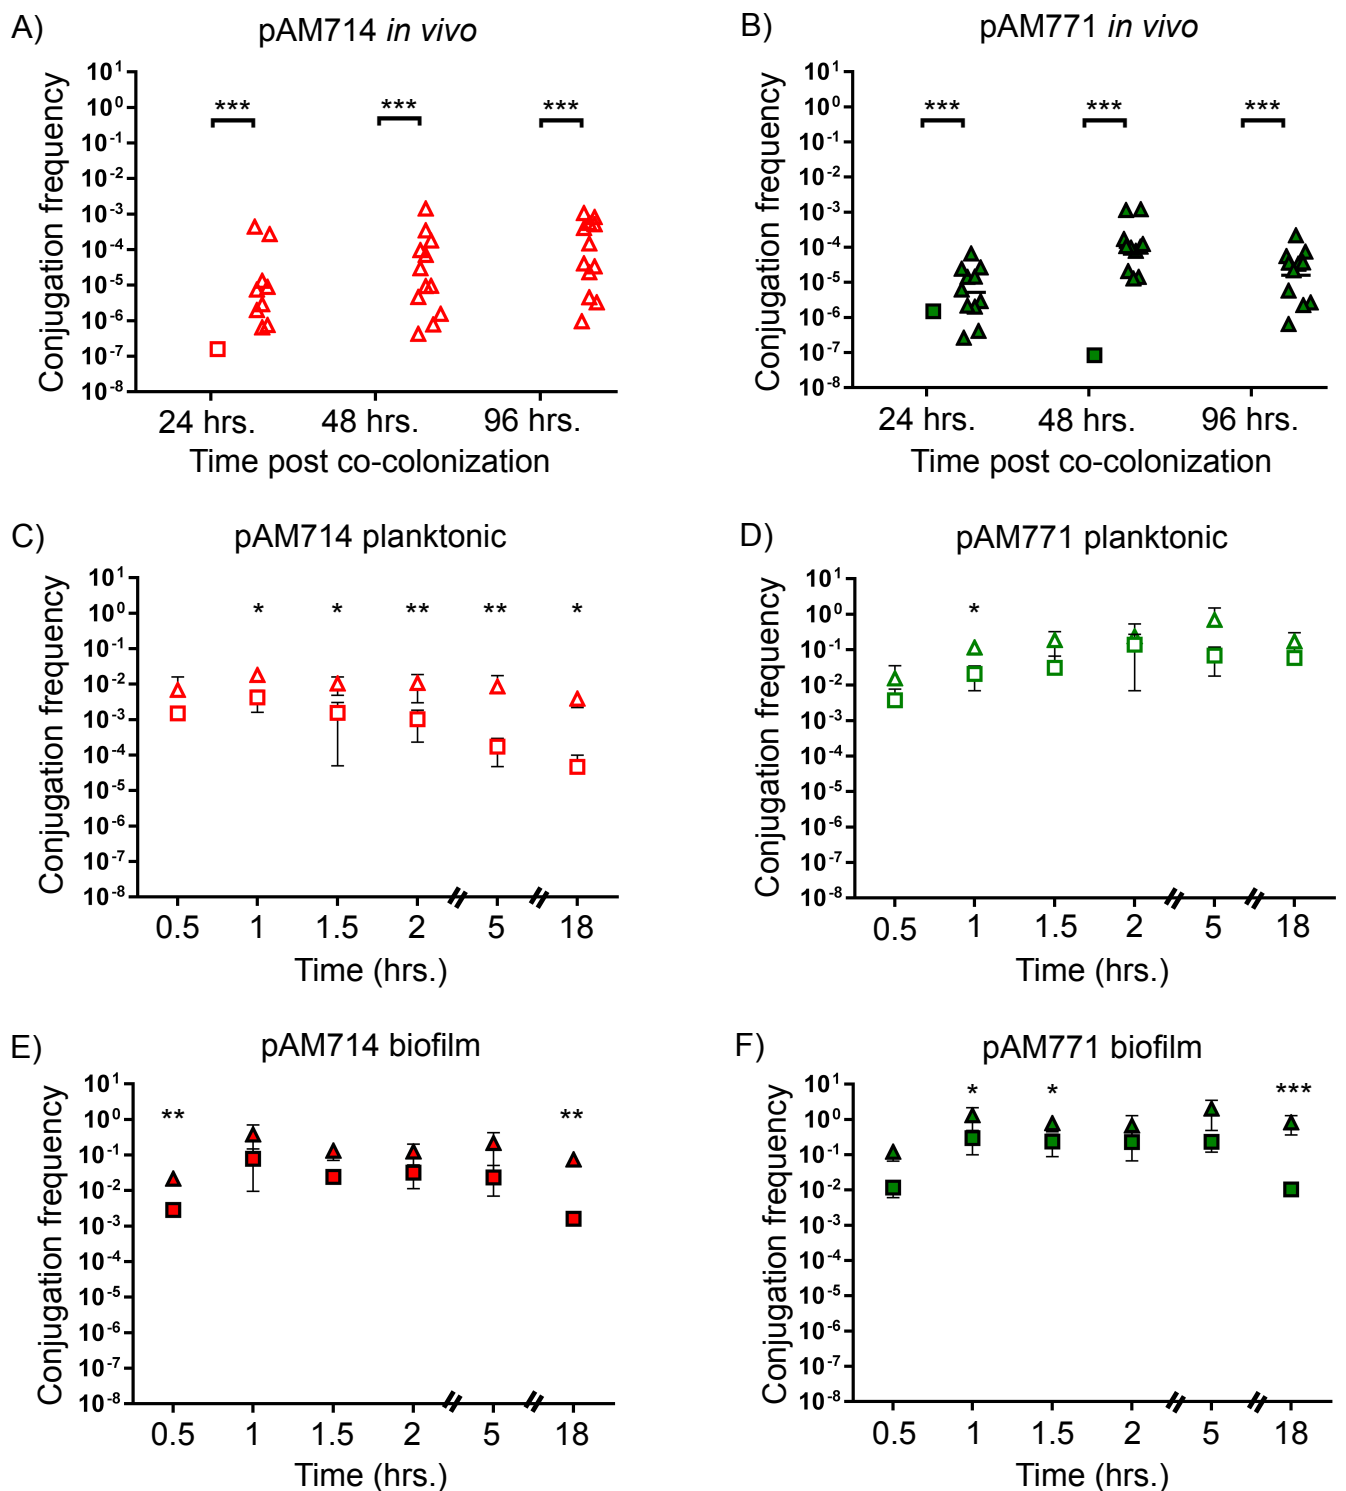 A) pAM714 in vivo
Conjugation frequency
10^1
10^0
10^-1
10^-2
10^-3
10^-4
10^-5
10^-6
10^-7
10^-8
*** *** ***
24 hrs. 48 hrs. 96 hrs.
Time post co-colonization
B) pAM771 in vivo
Conjugation frequency
10^1
10^0
10^-1
10^-2
10^-3
10^-4
10^-5
10^-6
10^-7
10^-8
*** *** ***
24 hrs. 48 hrs. 96 hrs.
Time post co-colonization
C) pAM714 planktonic
Conjugation frequency
10^1
10^0
10^-1
10^-2
10^-3
10^-4
10^-5
10^-6
10^-7
10^-8
* * ** ** *
0.5 1 1.5 2 5 18
Time (hrs.)
D) pAM771 planktonic
Conjugation frequency
10^1
10^0
10^-1
10^-2
10^-3
10^-4
10^-5
10^-6
10^-7
10^-8
*
0.5 1 1.5 2 5 18
Time (hrs.)
E) pAM714 biofilm
Conjugation frequency
10^1
10^0
10^-1
10^-2
10^-3
10^-4
10^-5
10^-6
10^-7
10^-8
** **
0.5 1 1.5 2 5 18
Time (hrs.)
F) pAM771 biofilm
Conjugation frequency
10^1
10^0
10^-1
10^-2
10^-3
10^-4
10^-5
10^-6
10^-7
10^-8
* * ***
0.5 1 1.5 2 5 18
Time (hrs.)